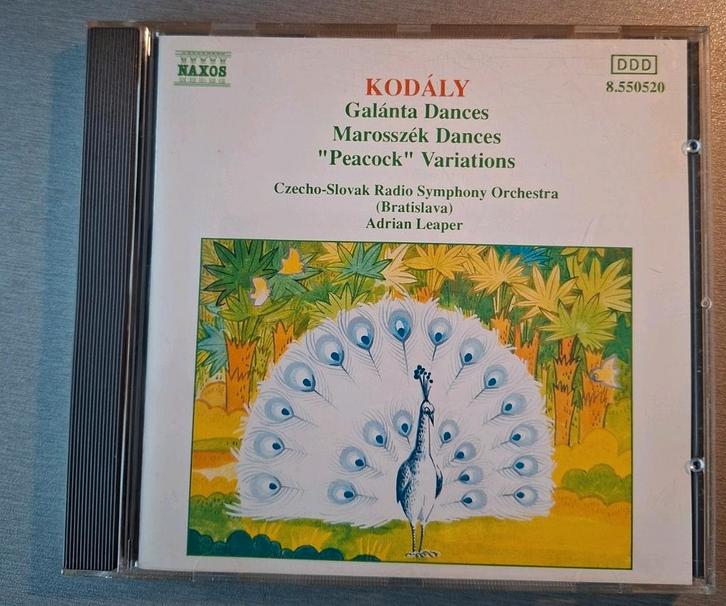 NAXOS
DDD
8.550520
KODÁLY
Galánta Dances
Marosszék Dances
"Peacock" Variations
Czecho-Slovak Radio Symphony Orchestra
(Bratislava)
Adrian Leaper